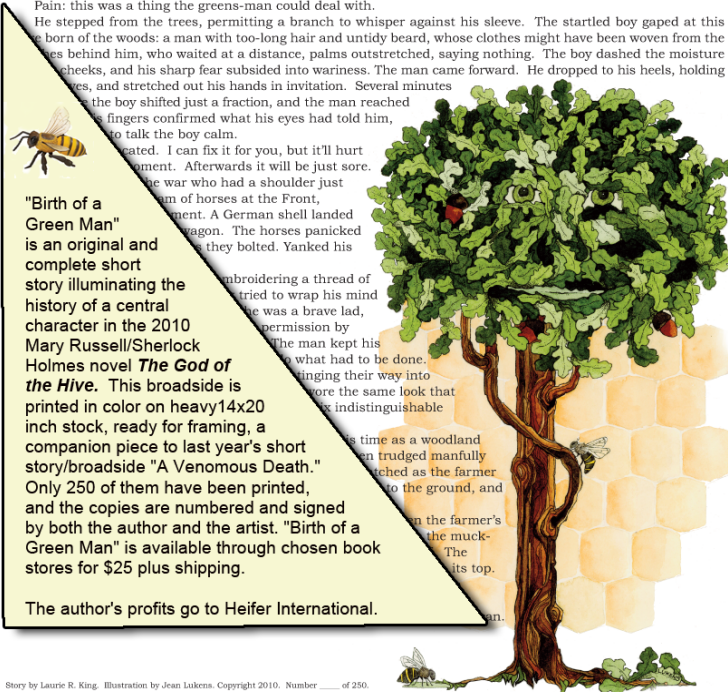 Pain: this was a thing the greens-man could deal with.
He stepped from the trees, permitting a branch to whisper against his sleeve. The startled boy gaped at this
born of the woods: a man with too-long hair and untidy beard, whose clothes might have been woven from the
behind him, who waited at a distance, palms outstretched, saying nothing. The boy dashed the moisture
cheeks, and his sharp fear subsided into wariness. The man came forward. He dropped to his heels, holding
and stretched out his hands in invitation. Several minutes
the boy shifted just a fraction, and the man reached
fingers confirmed what his eyes had told him,
to talk the boy calm.
I can fix it for you, but it'll hurt
Afterwards it will be just sore.
war who had a shoulder just
of horses at the Front,
A German shell landed
The horses panicked
they bolted. Yanked his
embroidering a thread of
tried to wrap his mind
was a brave lad,
permission by
The man kept his
what had to be done.
their way into
wore the same look that
indistinguishable
time as a woodland
trudged manfully
as the farmer
to the ground, and
the farmer's
the muck-
The
its top.
"Birth of a
Green Man"
is an original and
complete short
story illuminating the
history of a central
character in the 2010
Mary Russell/Sherlock
Holmes novel The God of
the Hive. This broadside is
printed in color on heavy14x20
inch stock, ready for framing, a
companion piece to last year's short
story/broadside "A Venomous Death."
Only 250 of them have been printed,
and the copies are numbered and signed
by both the author and the artist. "Birth of a
Green Man" is available through chosen book
stores for $25 plus shipping.
The author's profits go to Heifer International.
Story by Laurie R. King. Illustration by Jean Lukens. Copyright 2010. Number ____ of 250.